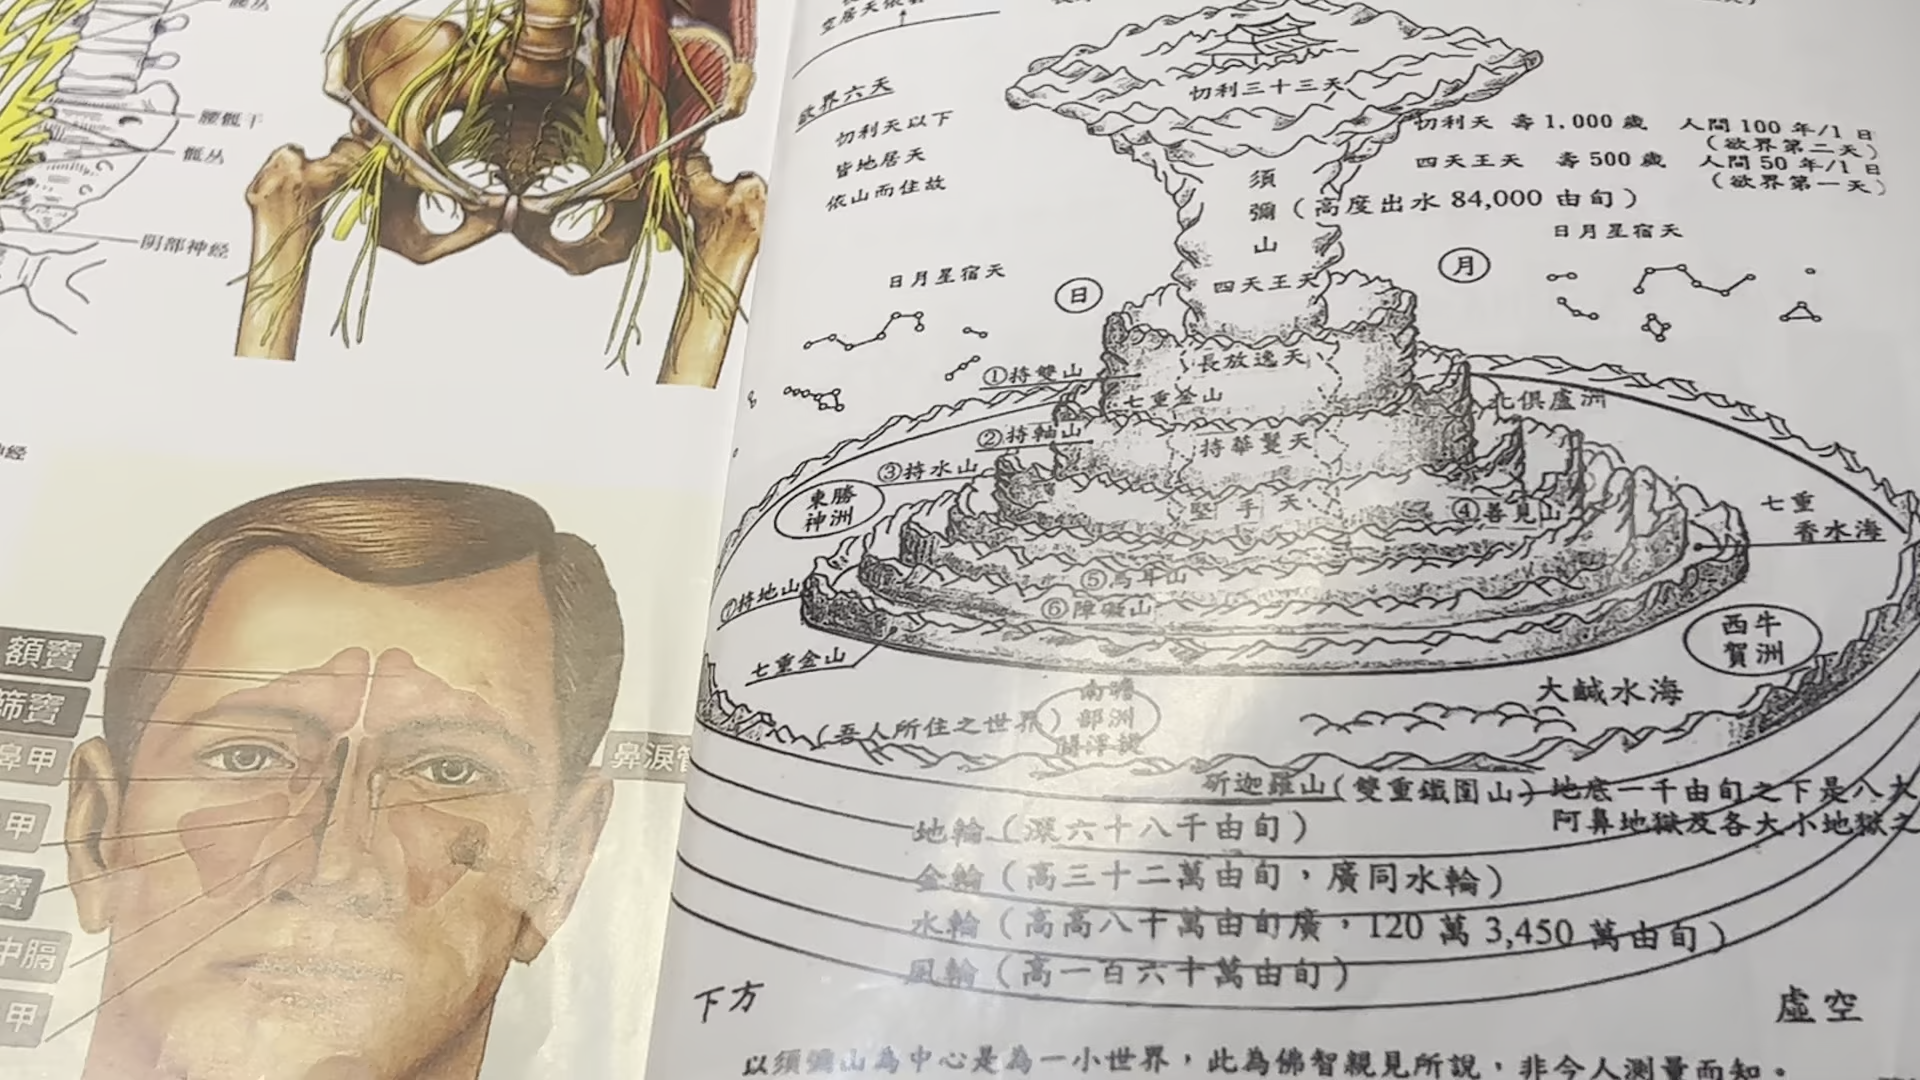 腰骶干
骶丛
阴部神经
額竇
篩竇
鼻甲
甲
竇
中膈
甲
鼻淚管
欲界六天
忉利天以下
皆地居天
依山而住故
忉利三十三天
忉利天 壽1,000歲 人間100年/1日
(欲界第二天)
四天王天 壽500歲 人間50年/1日
(欲界第一天)
須
彌(高度出水84,000由旬)
山
四天王天
日月星宿天
日
月
日月星宿天
①持雙山
長放逸天
七重金山
北俱盧洲
②持軸山
持華鬘天
③持水山
東勝
神洲
堅手天
④善見山
七重
香水海
⑤馬耳山
⑥障礙山
⑦持地山
七重金山
西牛
賀洲
大鹹水海
南瞻
部洲
(吾人所住之世界)
斫迦羅山(雙重鐵圍山)
地底一千由旬之下是八大
阿鼻地獄及各大小地獄之
地輪(深六十八千由旬)
金輪(高三十二萬由旬,廣同水輪)
水輪(高高八十萬由旬廣,120萬3,450萬由旬)
風輪(高一百六十萬由旬)
下方
虛空
以須彌山為中心是為一小世界,此為佛智親見所說,非今人測量而知。